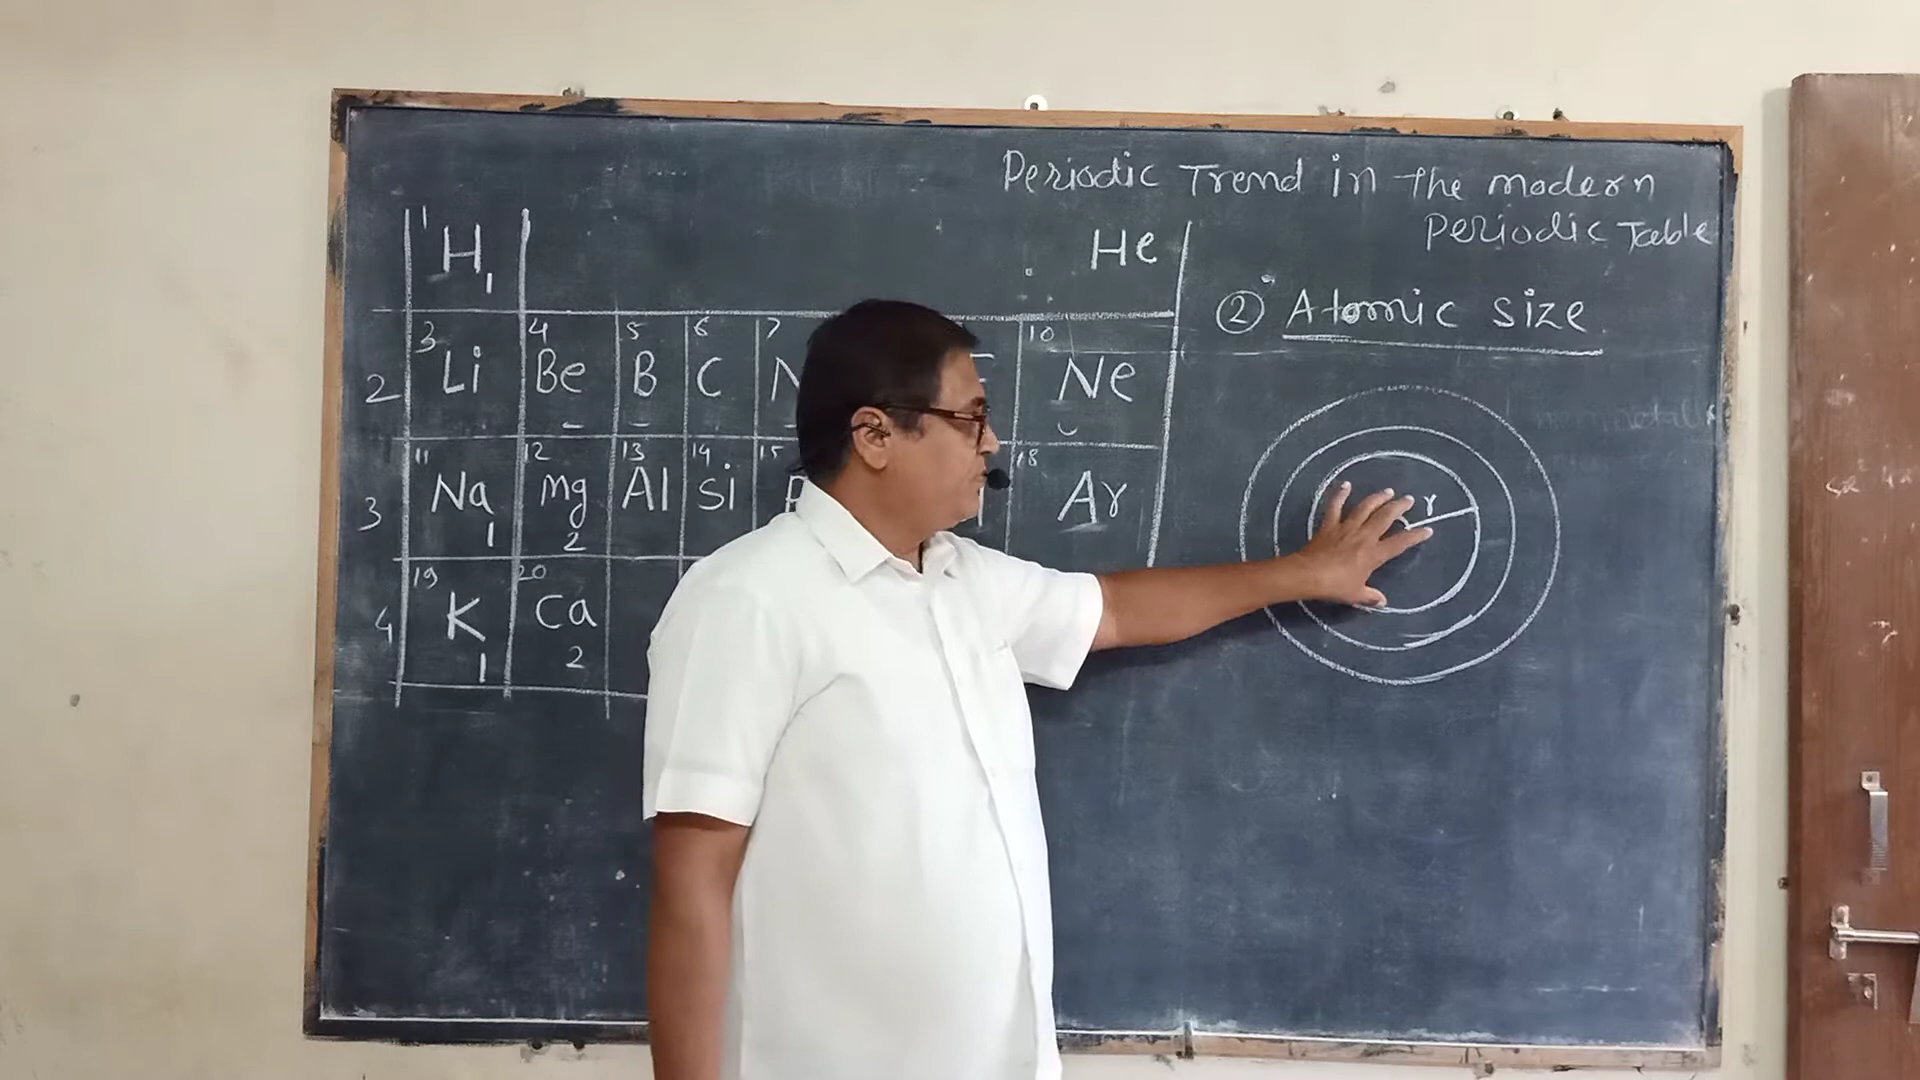 Periodic Trend in the modern
Periodic Table
1 H 1 He
② Atomic size
3 4 5 6 7 10
2 Li Be B C N Ne
11 12 13 14 15 18
3 Na Mg Al Si Ar
1 2
r
19 20
4 K Ca
1 2